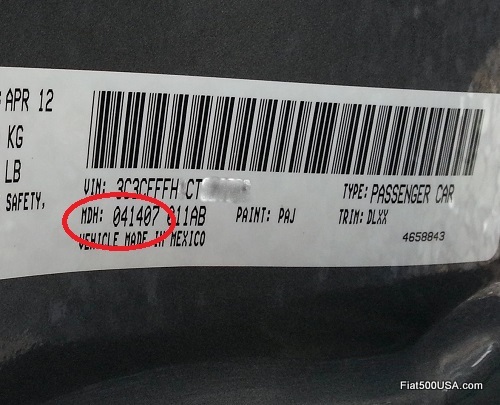 APR 12
KG
LB
SAFETY,
VIN: 3C3CFFFH CT
TYPE: PASSENGER CAR
MDH: 041407 011AB PAINT: PAJ TRIM: DLXX
VEHICLE MADE IN MEXICO
4658843
Fiat500USA.com